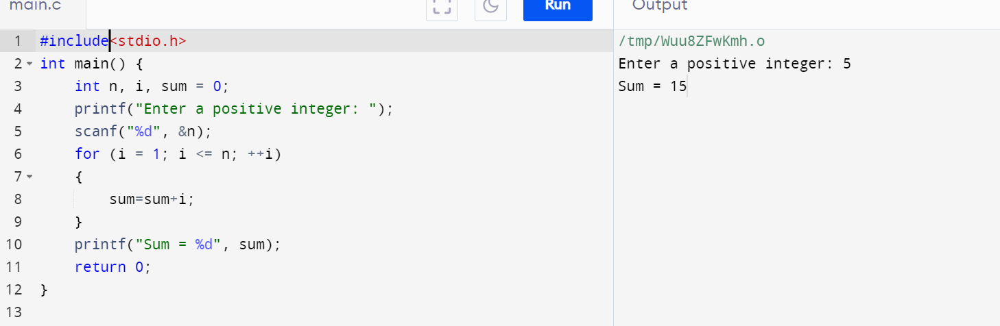 main.c
Run
Output
1 #include<stdio.h>
2 int main() {
3     int n, i, sum = 0;
4     printf("Enter a positive integer: ");
5     scanf("%d", &n);
6     for (i = 1; i <= n; ++i)
7     {
8         sum=sum+i;
9     }
10     printf("Sum = %d", sum);
11     return 0;
12 }
13
/tmp/Wuu8ZFwKmh.o
Enter a positive integer: 5
Sum = 15